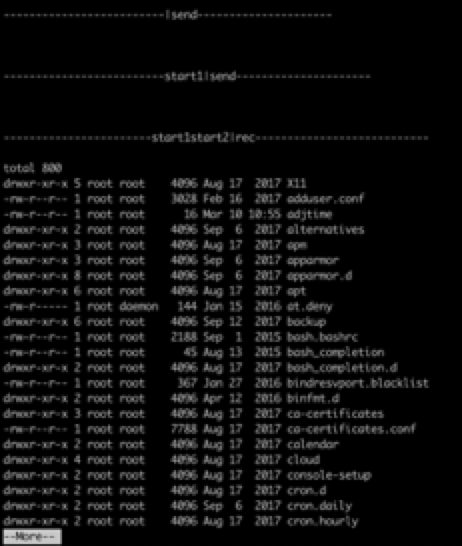 -------------------------|send---------------------
-------------------------start1|send---------------------
-----------------------start1start2|rec---------------------------
total 800
drwxr-xr-x 5 root root    4096 Aug 17  2017 X11
-rw-r--r-- 1 root root    3028 Feb 16  2017 adduser.conf
-rw-r--r-- 1 root root      16 Mar 10 10:55 adjtime
drwxr-xr-x 2 root root    4096 Sep  6  2017 alternatives
drwxr-xr-x 3 root root    4096 Aug 17  2017 apm
drwxr-xr-x 3 root root    4096 Sep  6  2017 apparmor
drwxr-xr-x 8 root root    4096 Sep  6  2017 apparmor.d
drwxr-xr-x 6 root root    4096 Aug 17  2017 apt
-rw-r----- 1 root daemon   144 Jan 15  2016 at.deny
drwxr-xr-x 6 root root    4096 Sep 12  2017 backup
-rw-r--r-- 1 root root    2188 Sep  1  2015 bash.bashrc
-rw-r--r-- 1 root root      45 Aug 13  2015 bash_completion
drwxr-xr-x 2 root root    4096 Aug 17  2017 bash_completion.d
-rw-r--r-- 1 root root     367 Jan 27  2016 bindresvport.blacklist
drwxr-xr-x 2 root root    4096 Apr 12  2016 binfmt.d
drwxr-xr-x 3 root root    4096 Aug 17  2017 ca-certificates
-rw-r--r-- 1 root root    7788 Aug 17  2017 ca-certificates.conf
drwxr-xr-x 2 root root    4096 Aug 17  2017 calendar
drwxr-xr-x 4 root root    4096 Aug 17  2017 cloud
drwxr-xr-x 2 root root    4096 Aug 17  2017 console-setup
drwxr-xr-x 2 root root    4096 Aug 17  2017 cron.d
drwxr-xr-x 2 root root    4096 Sep  6  2017 cron.daily
drwxr-xr-x 2 root root    4096 Aug 17  2017 cron.hourly
--More--